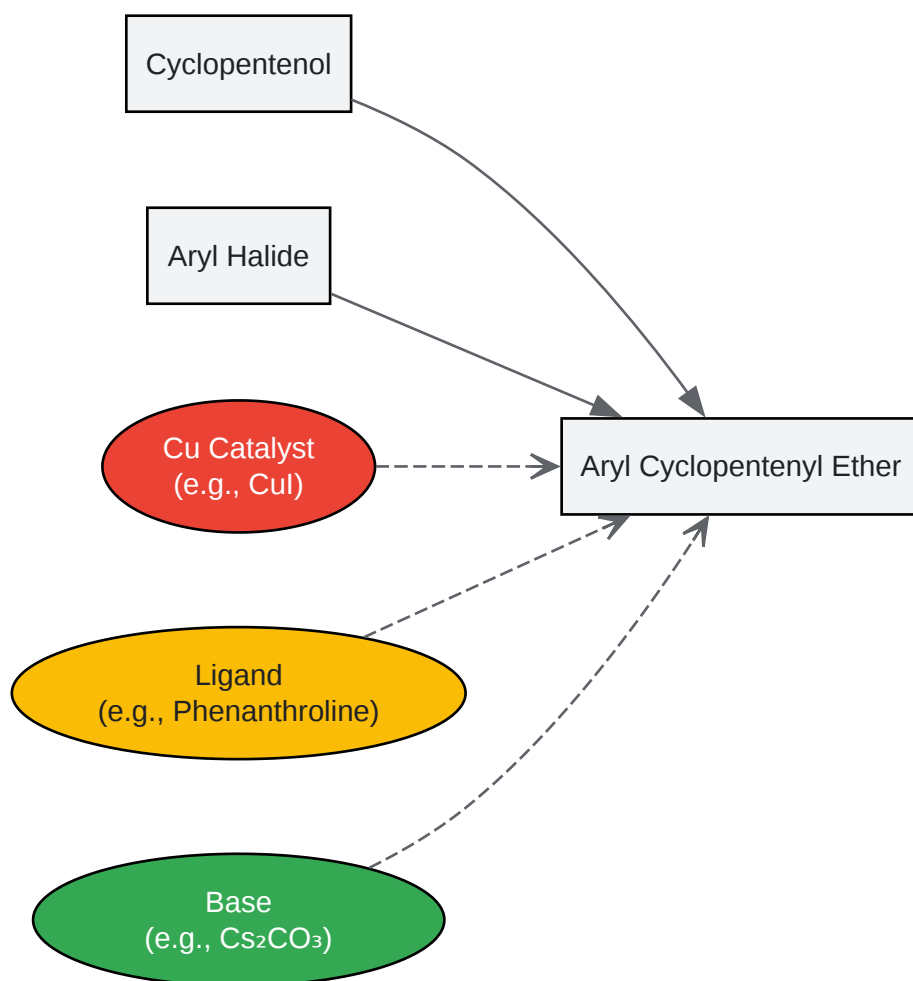 Cyclopentenol
Aryl Halide
Cu Catalyst
(e.g., CuI)
Aryl Cyclopentenyl Ether
Ligand
(e.g., Phenanthroline)
Base
(e.g., Cs₂CO₃)